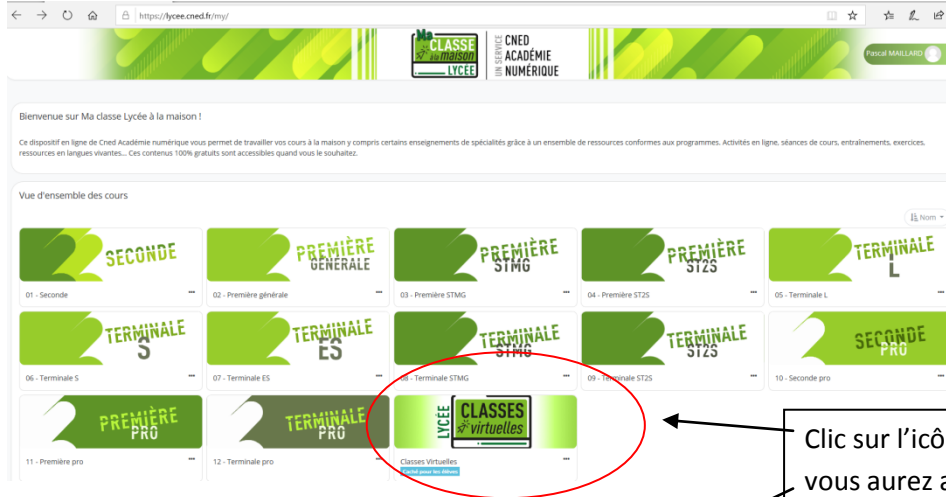 https://lycee.cned.fr/my/
Ma
CLASSE
à la maison
LYCÉE
UN SERVICE
CNED
ACADÉMIE
NUMÉRIQUE
Pascal MAILLARD
Bienvenue sur Ma classe Lycée à la maison !
Ce dispositif en ligne de Cned Académie numérique vous permet de travailler vos cours à la maison y compris certains enseignements de spécialités grâce à un ensemble de ressources conformes aux programmes. Activités en ligne, séances de cours, entraînements, exercices,
ressources en langues vivantes... Ces contenus 100% gratuits sont accessibles quand vous le souhaitez.
Vue d'ensemble des cours
Nom
SECONDE
PREMIÈRE
GÉNÉRALE
PREMIÈRE
STMG
PREMIÈRE
ST2S
TERMINALE
L
01 - Seconde
02 - Première générale
03 - Première STMG
04 - Première ST2S
05 - Terminale L
TERMINALE
S
TERMINALE
ES
TERMINALE
STMG
TERMINALE
ST2S
SECONDE
PRO
06 - Terminale S
07 - Terminale ES
08 - Terminale STMG
09 - Terminale ST2S
10 - Seconde pro
PREMIÈRE
PRO
TERMINALE
PRO
LYCÉE
CLASSES
virtuelles
11 - Première pro
12 - Terminale pro
Classes Virtuelles
Caché pour les élèves
Clic sur l'icô
vous aurez a